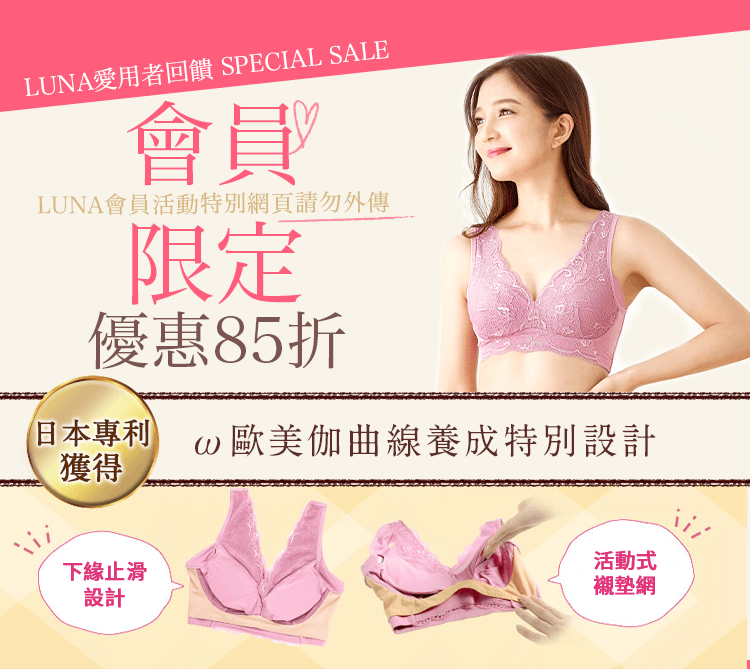 LUNA愛用者回饋 SPECIAL SALE
會員
LUNA會員活動特別網頁請勿外傳
限定
優惠85折
日本專利
獲得
ω歐美伽曲線養成特別設計
下緣止滑
設計
活動式
襯墊網